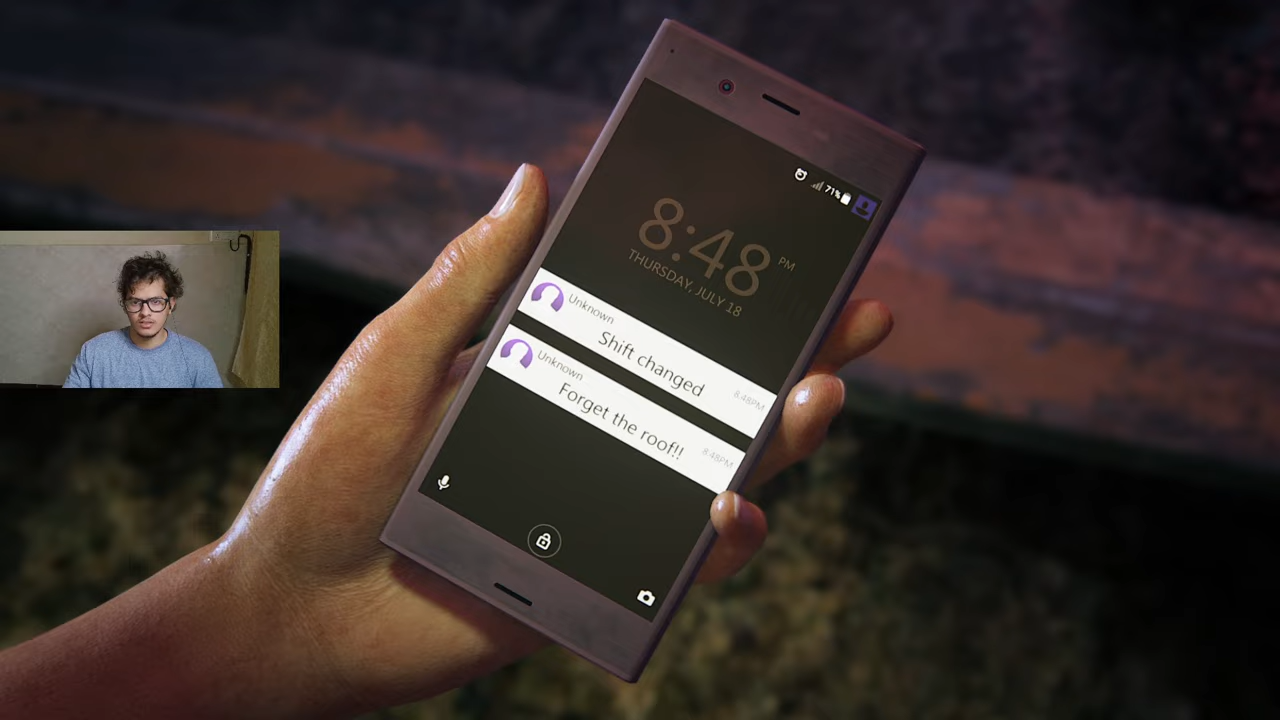 71%
8:48 PM
THURSDAY, JULY 18
Unknown
Shift changed
8:48PM
Unknown
Forget the roof!!
8:48PM